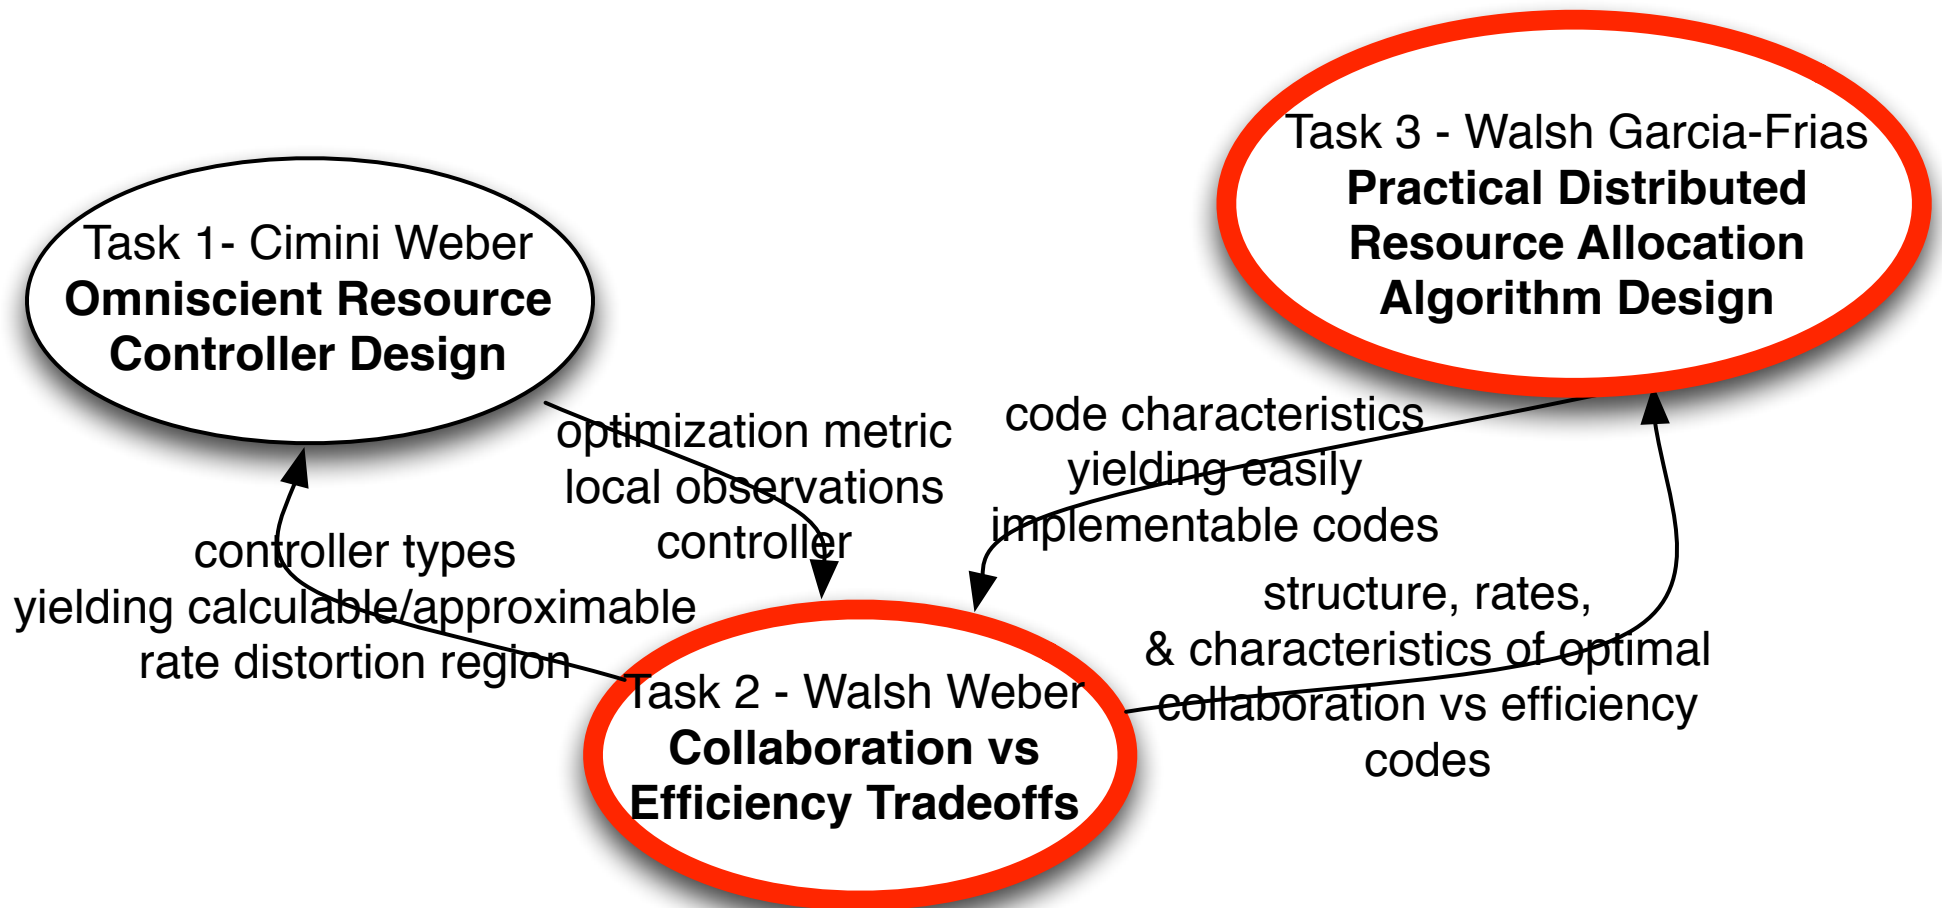 Task 1- Cimini Weber
Omniscient Resource
Controller Design
Task 3 - Walsh Garcia-Frias
Practical Distributed
Resource Allocation
Algorithm Design
optimization metric
local observations
controller
code characteristics
yielding easily
implementable codes
controller types
yielding calculable/approximable
rate distortion region
structure, rates,
& characteristics of optimal
collaboration vs efficiency
codes
Task 2 - Walsh Weber
Collaboration vs
Efficiency Tradeoffs